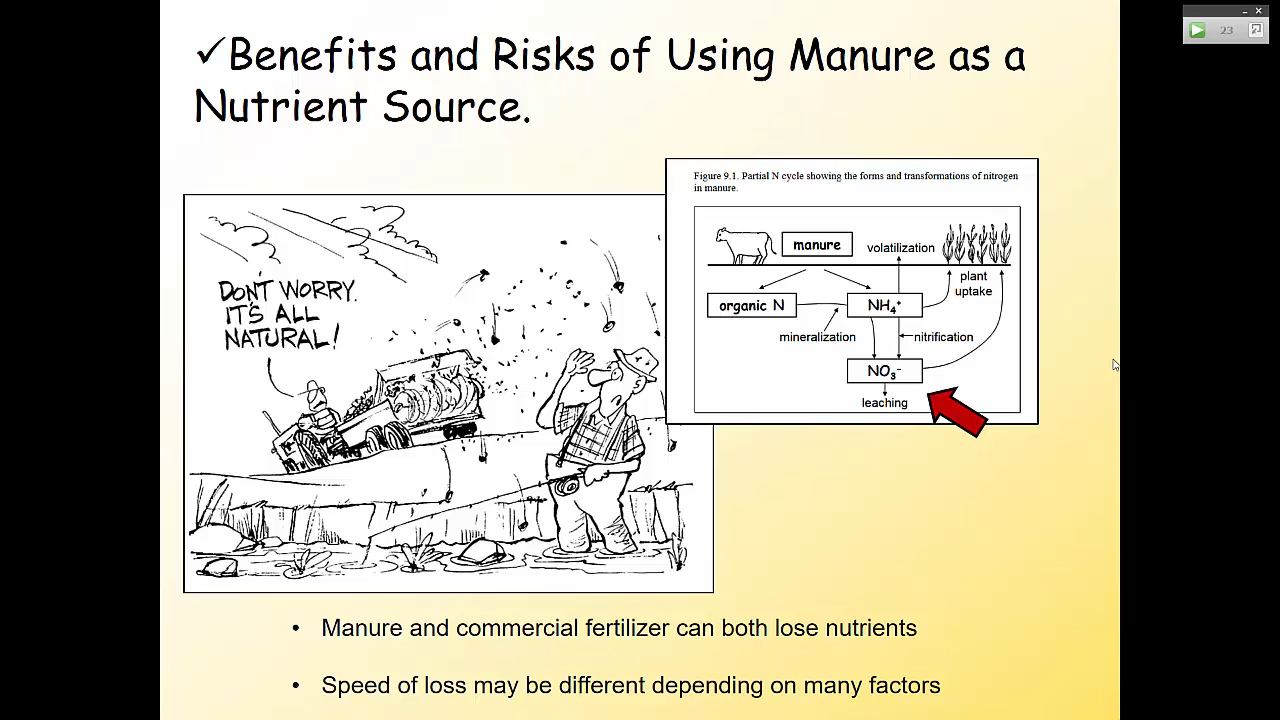 ✓Benefits and Risks of Using Manure as a
Nutrient Source.
23
Figure 9.1. Partial N cycle showing the forms and transformations of nitrogen
in manure.
manure
volatilization
plant
uptake
organic N
NH₄⁺
mineralization
nitrification
NO₃⁻
leaching
DON'T WORRY.
IT'S ALL
NATURAL!
• Manure and commercial fertilizer can both lose nutrients
• Speed of loss may be different depending on many factors